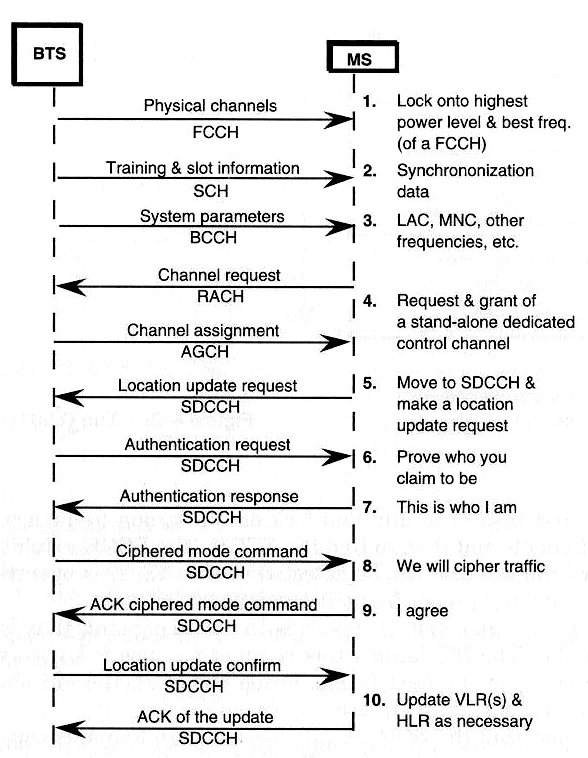 BTS
MS
Physical channels
FCCH
1. Lock onto highest
power level & best freq.
(of a FCCH)
Training & slot information
SCH
2. Synchrononization
data
System parameters
BCCH
3. LAC, MNC, other
frequencies, etc.
Channel request
RACH
4. Request & grant of
a stand-alone dedicated
control channel
Channel assignment
AGCH
Location update request
SDCCH
5. Move to SDCCH &
make a location
update request
Authentication request
SDCCH
6. Prove who you
claim to be
Authentication response
SDCCH
7. This is who I am
Ciphered mode command
SDCCH
8. We will cipher traffic
ACK ciphered mode command
SDCCH
9. I agree
Location update confirm
SDCCH
10. Update VLR(s) &
HLR as necessary
ACK of the update
SDCCH